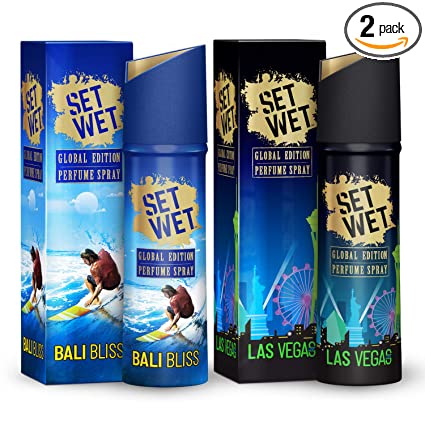 2 pack
SET
WET
GLOBAL EDITION
PERFUME SPRAY
BALI BLISS
SET
WET
GLOBAL EDITION
PERFUME SPRAY
BALI BLISS
SET
WET
GLOBAL EDITION
PERFUME SPRAY
LAS VEGAS
SET
WET
GLOBAL EDITION
PERFUME SPRAY
LAS VEGAS